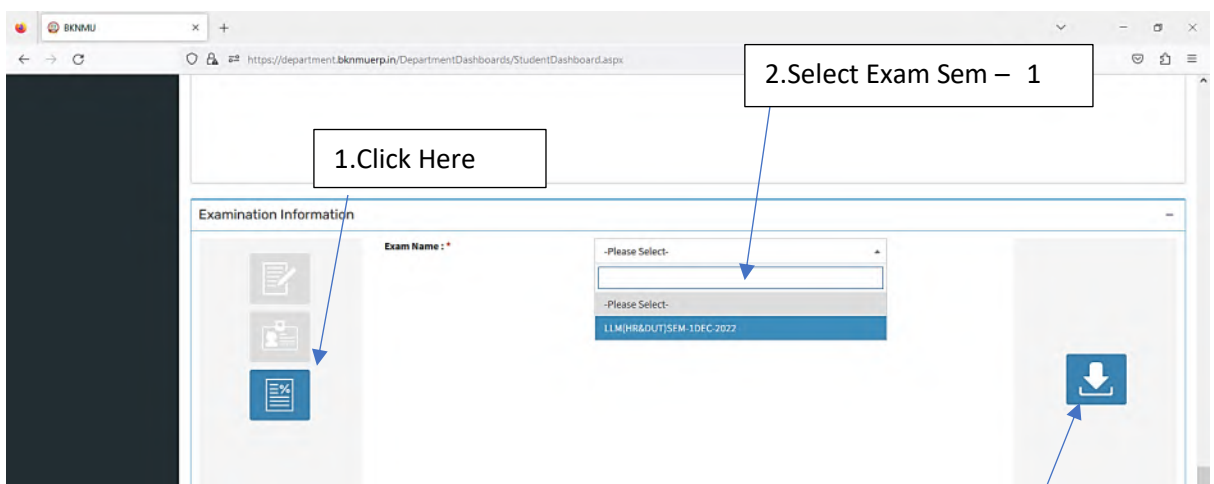 BKNMU
https://department.bknmuerp.in/DepartmentDashboards/StudentDashboard.aspx
2.Select Exam Sem – 1
1.Click Here
Examination Information
Exam Name : *
-Please Select-
-Please Select-
LLM(HR&DUT)SEM-1DEC-2022